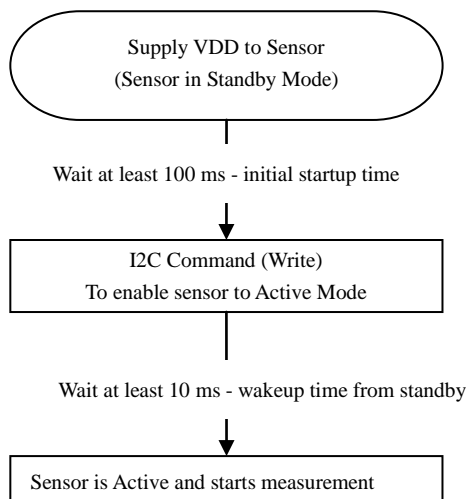 Supply VDD to Sensor
(Sensor in Standby Mode)
Wait at least 100 ms - initial startup time
I2C Command (Write)
To enable sensor to Active Mode
Wait at least 10 ms - wakeup time from standby
Sensor is Active and starts measurement